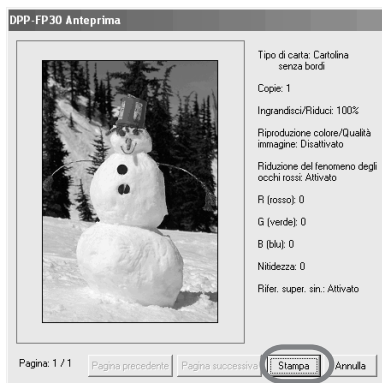 DPP-FP30 Anteprima
Tipo di carta: Cartolina
senza bordi
Copie: 1
Ingrandisci/Riduci: 100%
Riproduzione colore/Qualità
immagine: Disattivato
Riduzione del fenomeno degli
occhi rossi: Attivato
R (rosso): 0
G (verde): 0
B (blu): 0
Nitidezza: 0
Rifer. super. sin.: Attivato
Pagina: 1 / 1 Pagina precedente Pagina successiva Stampa Annulla